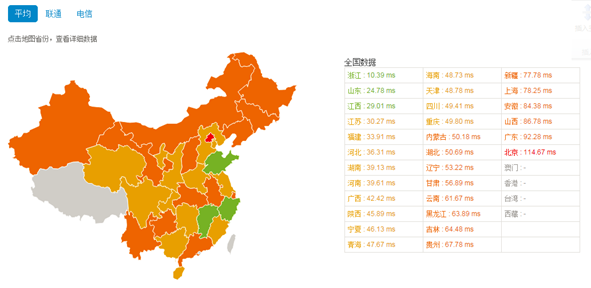 平均 联通 电信
点击地图省份，查看详细数据
全国数据
浙江 : 10.39 ms 海南 : 48.73 ms 新疆 : 77.78 ms
山东 : 24.78 ms 天津 : 48.78 ms 上海 : 78.25 ms
江西 : 29.01 ms 四川 : 49.41 ms 安徽 : 84.38 ms
江苏 : 30.27 ms 重庆 : 49.80 ms 山西 : 86.78 ms
福建 : 33.91 ms 内蒙古 : 50.18 ms 广东 : 92.28 ms
河北 : 36.31 ms 湖北 : 50.69 ms 北京 : 114.67 ms
湖南 : 39.13 ms 辽宁 : 53.22 ms 澳门 : -
河南 : 39.61 ms 甘肃 : 56.89 ms 香港 : -
广西 : 42.42 ms 云南 : 61.67 ms 台湾 : -
陕西 : 45.89 ms 黑龙江 : 63.89 ms 西藏 : -
宁夏 : 46.13 ms 吉林 : 64.48 ms
青海 : 47.67 ms 贵州 : 67.78 ms